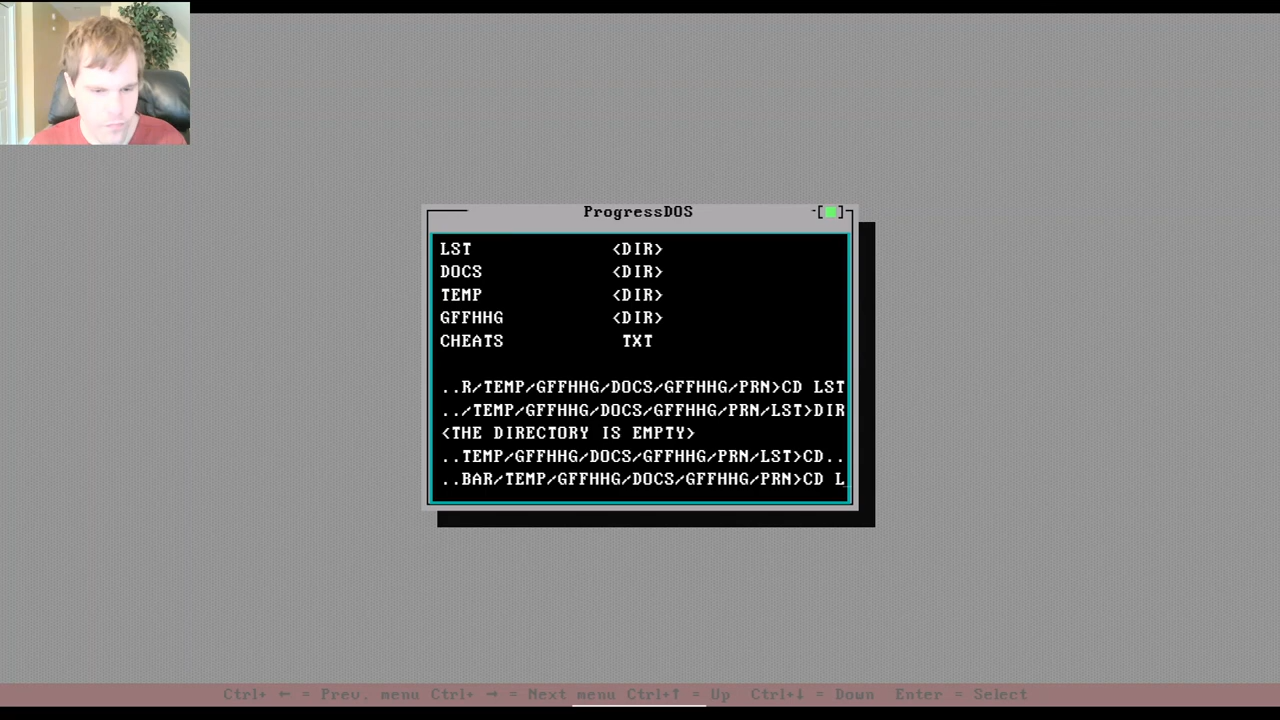 ProgressDOS
-[■]
LST <DIR>
DOCS <DIR>
TEMP <DIR>
GFFHHG <DIR>
CHEATS TXT
..R/TEMP/GFFHHG/DOCS/GFFHHG/PRN>CD LST
../TEMP/GFFHHG/DOCS/GFFHHG/PRN/LST>DIR
<THE DIRECTORY IS EMPTY>
..TEMP/GFFHHG/DOCS/GFFHHG/PRN/LST>CD..
..BAR/TEMP/GFFHHG/DOCS/GFFHHG/PRN>CD L_
Ctrl+ ← = Prev. menu Ctrl+ → = Next menu Ctrl+↑ = Up Ctrl+↓ = Down Enter = Select